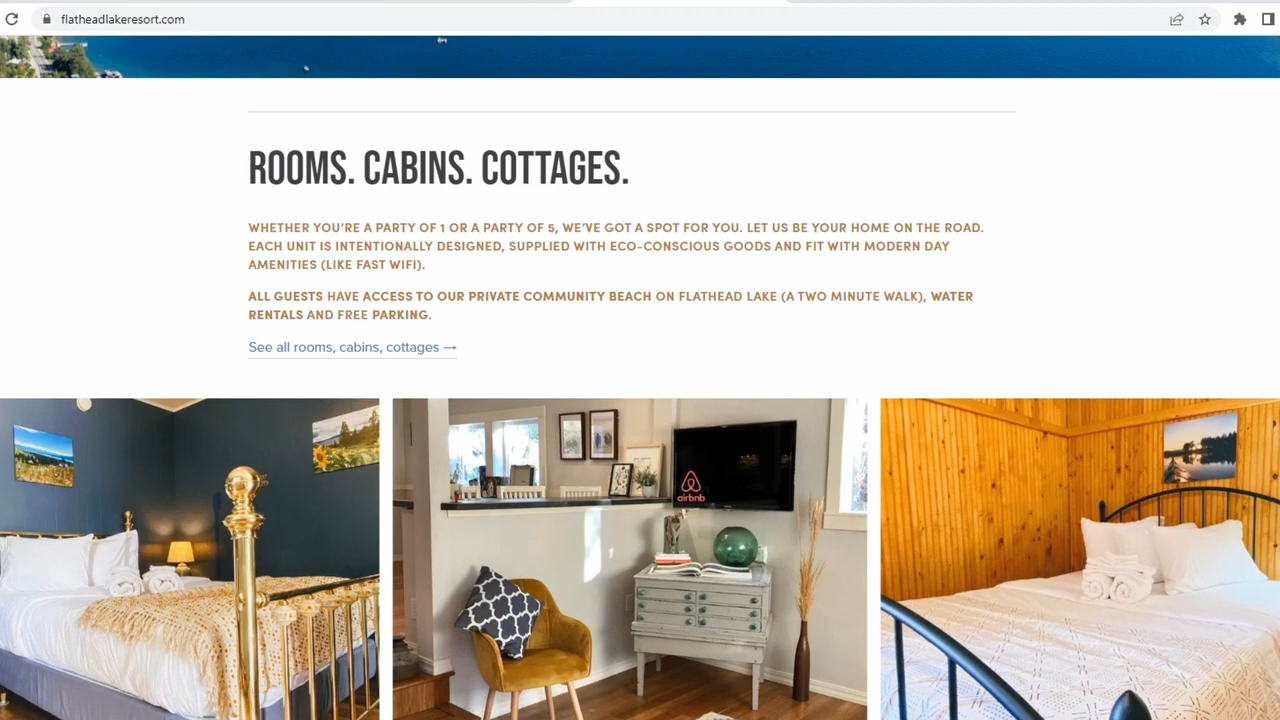 flatheadlakeresort.com
ROOMS. CABINS. COTTAGES.
WHETHER YOU'RE A PARTY OF 1 OR A PARTY OF 5, WE'VE GOT A SPOT FOR YOU. LET US BE YOUR HOME ON THE ROAD.
EACH UNIT IS INTENTIONALLY DESIGNED, SUPPLIED WITH ECO-CONSCIOUS GOODS AND FIT WITH MODERN DAY
AMENITIES (LIKE FAST WIFI).
ALL GUESTS HAVE ACCESS TO OUR PRIVATE COMMUNITY BEACH ON FLATHEAD LAKE (A TWO MINUTE WALK), WATER
RENTALS AND FREE PARKING.
See all rooms, cabins, cottages →
airbnb